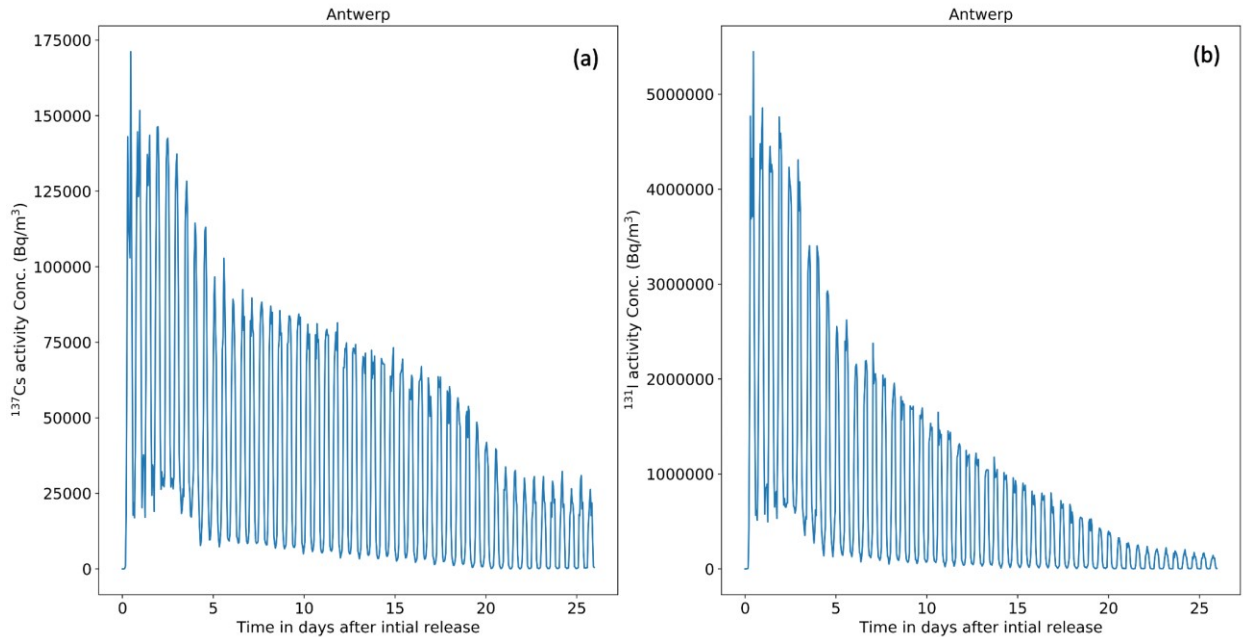 Antwerp
(a)
175000
150000
125000
100000
75000
50000
25000
0
¹³⁷Cs activity Conc. (Bq/m³)
0 5 10 15 20 25
Time in days after intial release
Antwerp
(b)
5000000
4000000
3000000
2000000
1000000
0
¹³¹I activity Conc. (Bq/m³)
0 5 10 15 20 25
Time in days after intial release